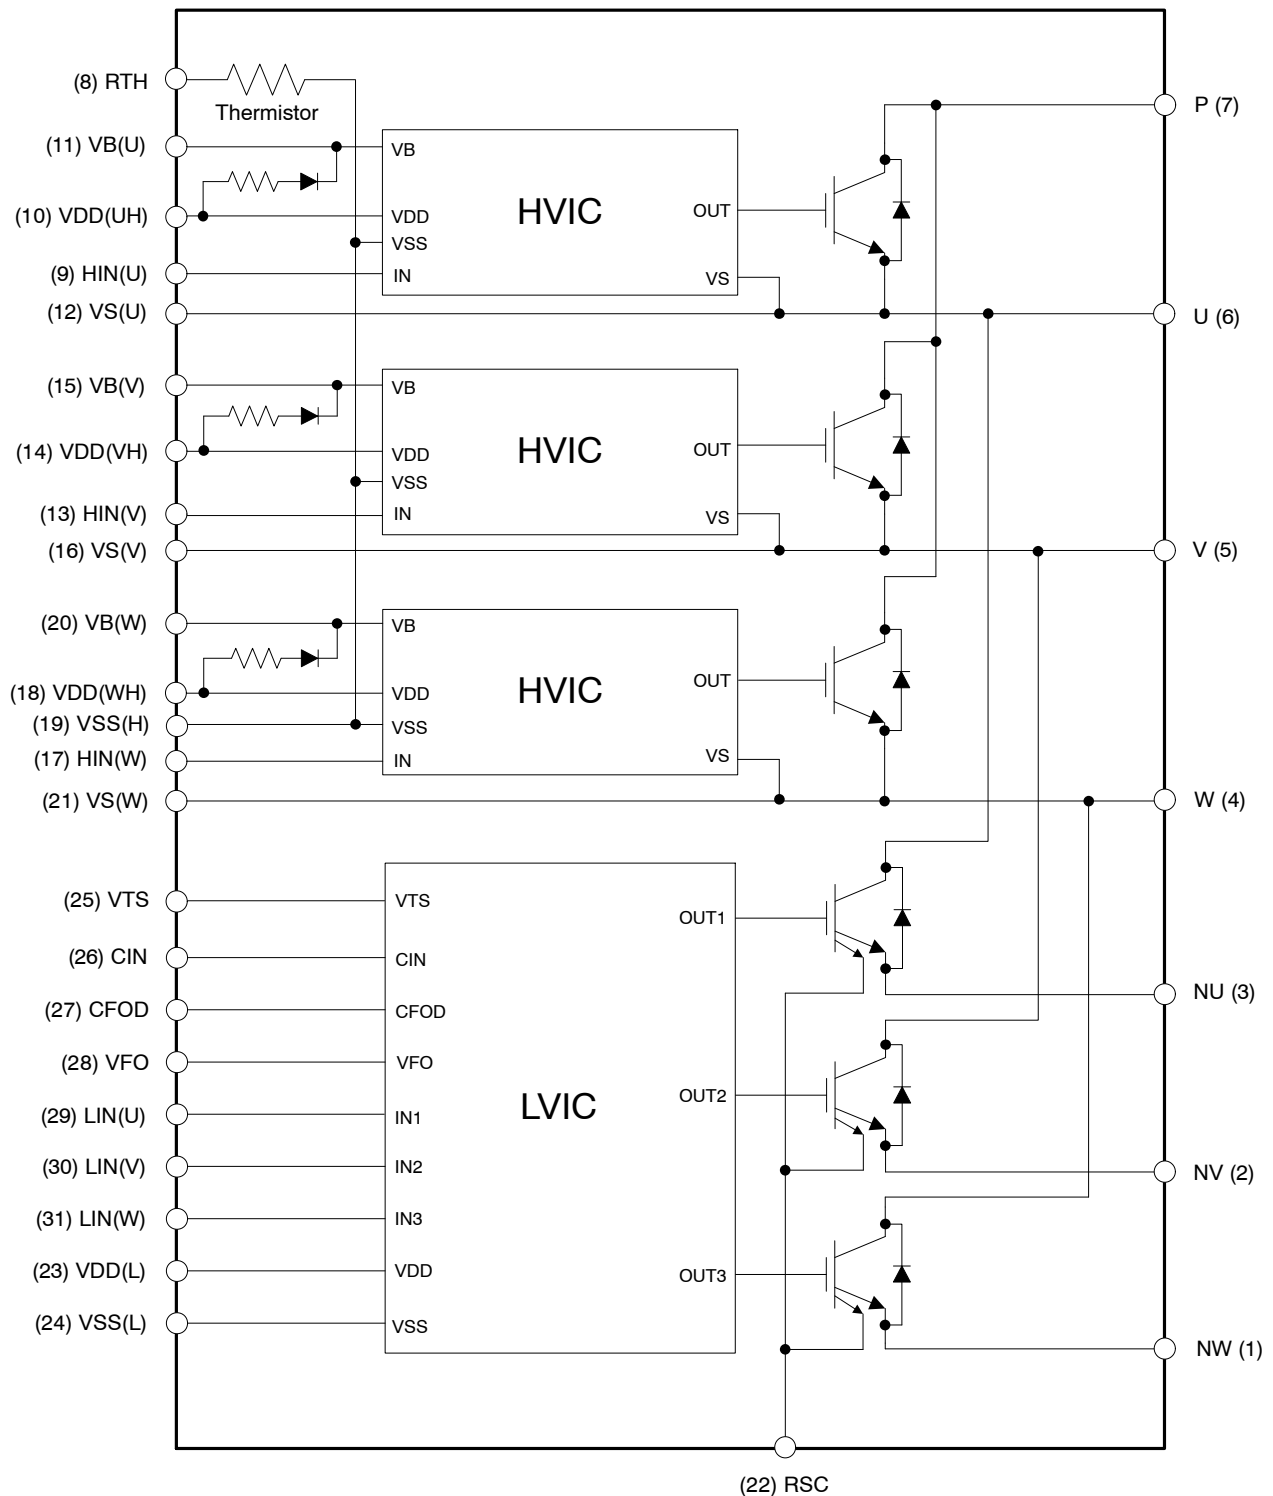 (8) RTH
Thermistor
P (7)
(11) VB(U)
VB
(10) VDD(UH)
VDD
HVIC
OUT
VSS
(9) HIN(U)
IN
VS
(12) VS(U)
U (6)
(15) VB(V)
VB
(14) VDD(VH)
VDD
HVIC
OUT
VSS
(13) HIN(V)
IN
VS
(16) VS(V)
V (5)
(20) VB(W)
VB
(18) VDD(WH)
VDD
HVIC
OUT
(19) VSS(H)
VSS
(17) HIN(W)
IN
VS
(21) VS(W)
W (4)
(25) VTS
VTS
OUT1
(26) CIN
CIN
NU (3)
(27) CFOD
CFOD
(28) VFO
VFO
LVIC
OUT2
(29) LIN(U)
IN1
(30) LIN(V)
IN2
NV (2)
(31) LIN(W)
IN3
(23) VDD(L)
VDD
OUT3
(24) VSS(L)
VSS
NW (1)
(22) RSC